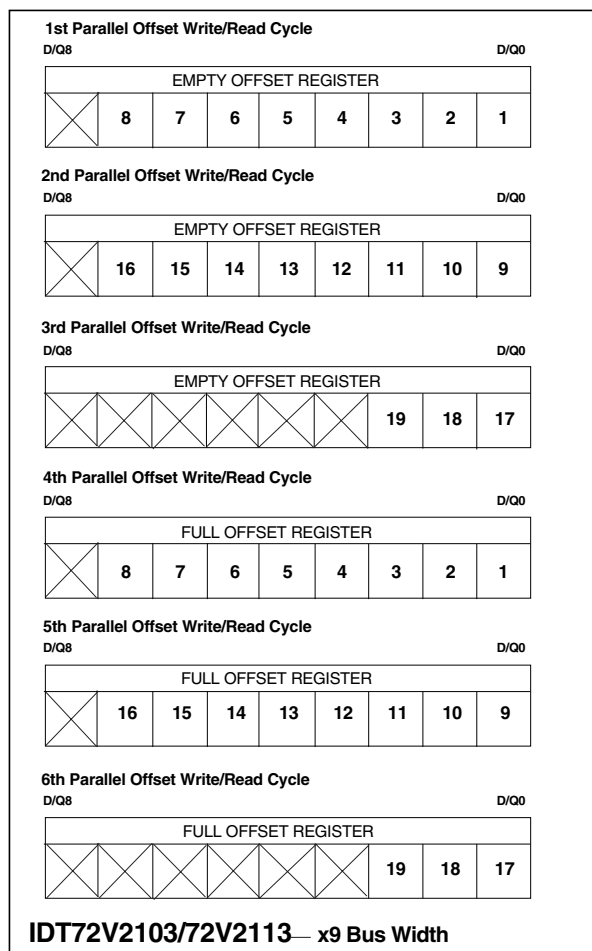 1st Parallel Offset Write/Read Cycle
D/Q8 D/Q0
EMPTY OFFSET REGISTER
8 7 6 5 4 3 2 1
2nd Parallel Offset Write/Read Cycle
D/Q8 D/Q0
EMPTY OFFSET REGISTER
16 15 14 13 12 11 10 9
3rd Parallel Offset Write/Read Cycle
D/Q8 D/Q0
EMPTY OFFSET REGISTER
19 18 17
4th Parallel Offset Write/Read Cycle
D/Q8 D/Q0
FULL OFFSET REGISTER
8 7 6 5 4 3 2 1
5th Parallel Offset Write/Read Cycle
D/Q8 D/Q0
FULL OFFSET REGISTER
16 15 14 13 12 11 10 9
6th Parallel Offset Write/Read Cycle
D/Q8 D/Q0
FULL OFFSET REGISTER
19 18 17
IDT72V2103/72V2113— x9 Bus Width